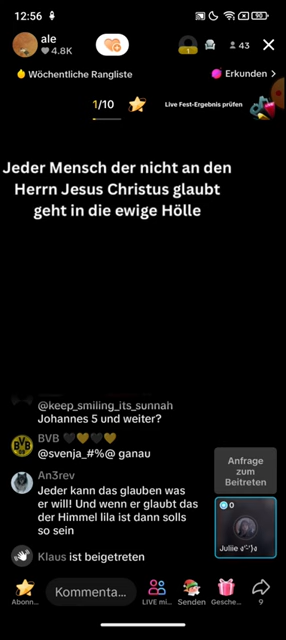 12:56
90
ale
4.8K
1
43
Wöchentliche Rangliste
Erkunden >
1/10
Live Fest-Ergebnis prüfen
Jeder Mensch der nicht an den
Herrn Jesus Christus glaubt
geht in die ewige Hölle
@keep_smiling_its_sunnah
Johannes 5 und weiter?
BVB 🖤💛🖤💛
@svenja_#%@ ganau
An3rev
Jeder kann das glauben was
er will! Und wenn er glaubt das
der Himmel lila ist dann solls
so sein
Klaus ist beigetreten
Anfrage
zum
Beitreten
0
Juliie
Abonn...
Kommenta...
LIVE mi...
Senden
Gesche...
9